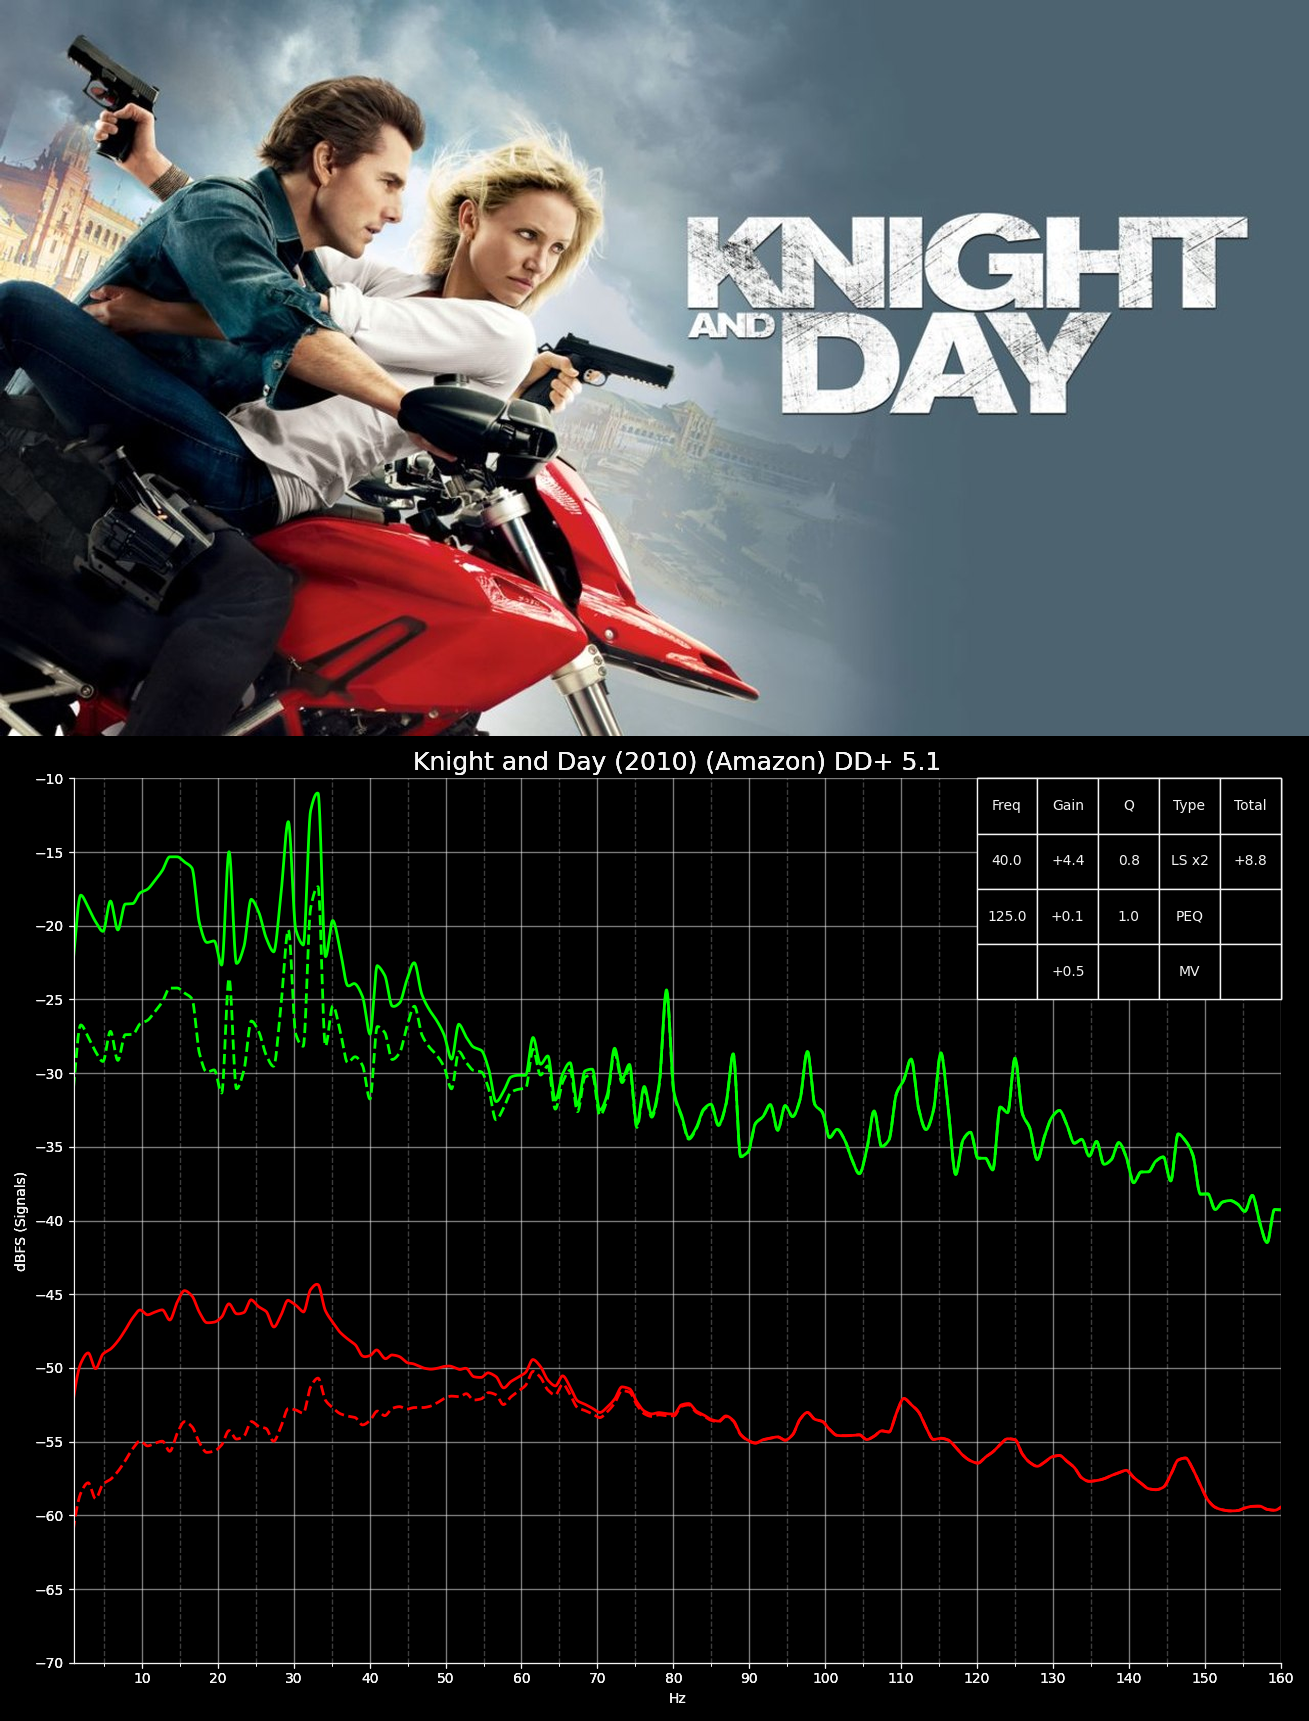 KNIGHT
AND DAY
Knight and Day (2010) (Amazon) DD+ 5.1
Freq Gain Q Type Total
40.0 +4.4 0.8 LS x2 +8.8
125.0 +0.1 1.0 PEQ
+0.5 MV
−10
−15
−20
−25
−30
−35
−40
−45
−50
−55
−60
−65
−70
dBFS (Signals)
10 20 30 40 50 60 70 80 90 100 110 120 130 140 150 160
Hz